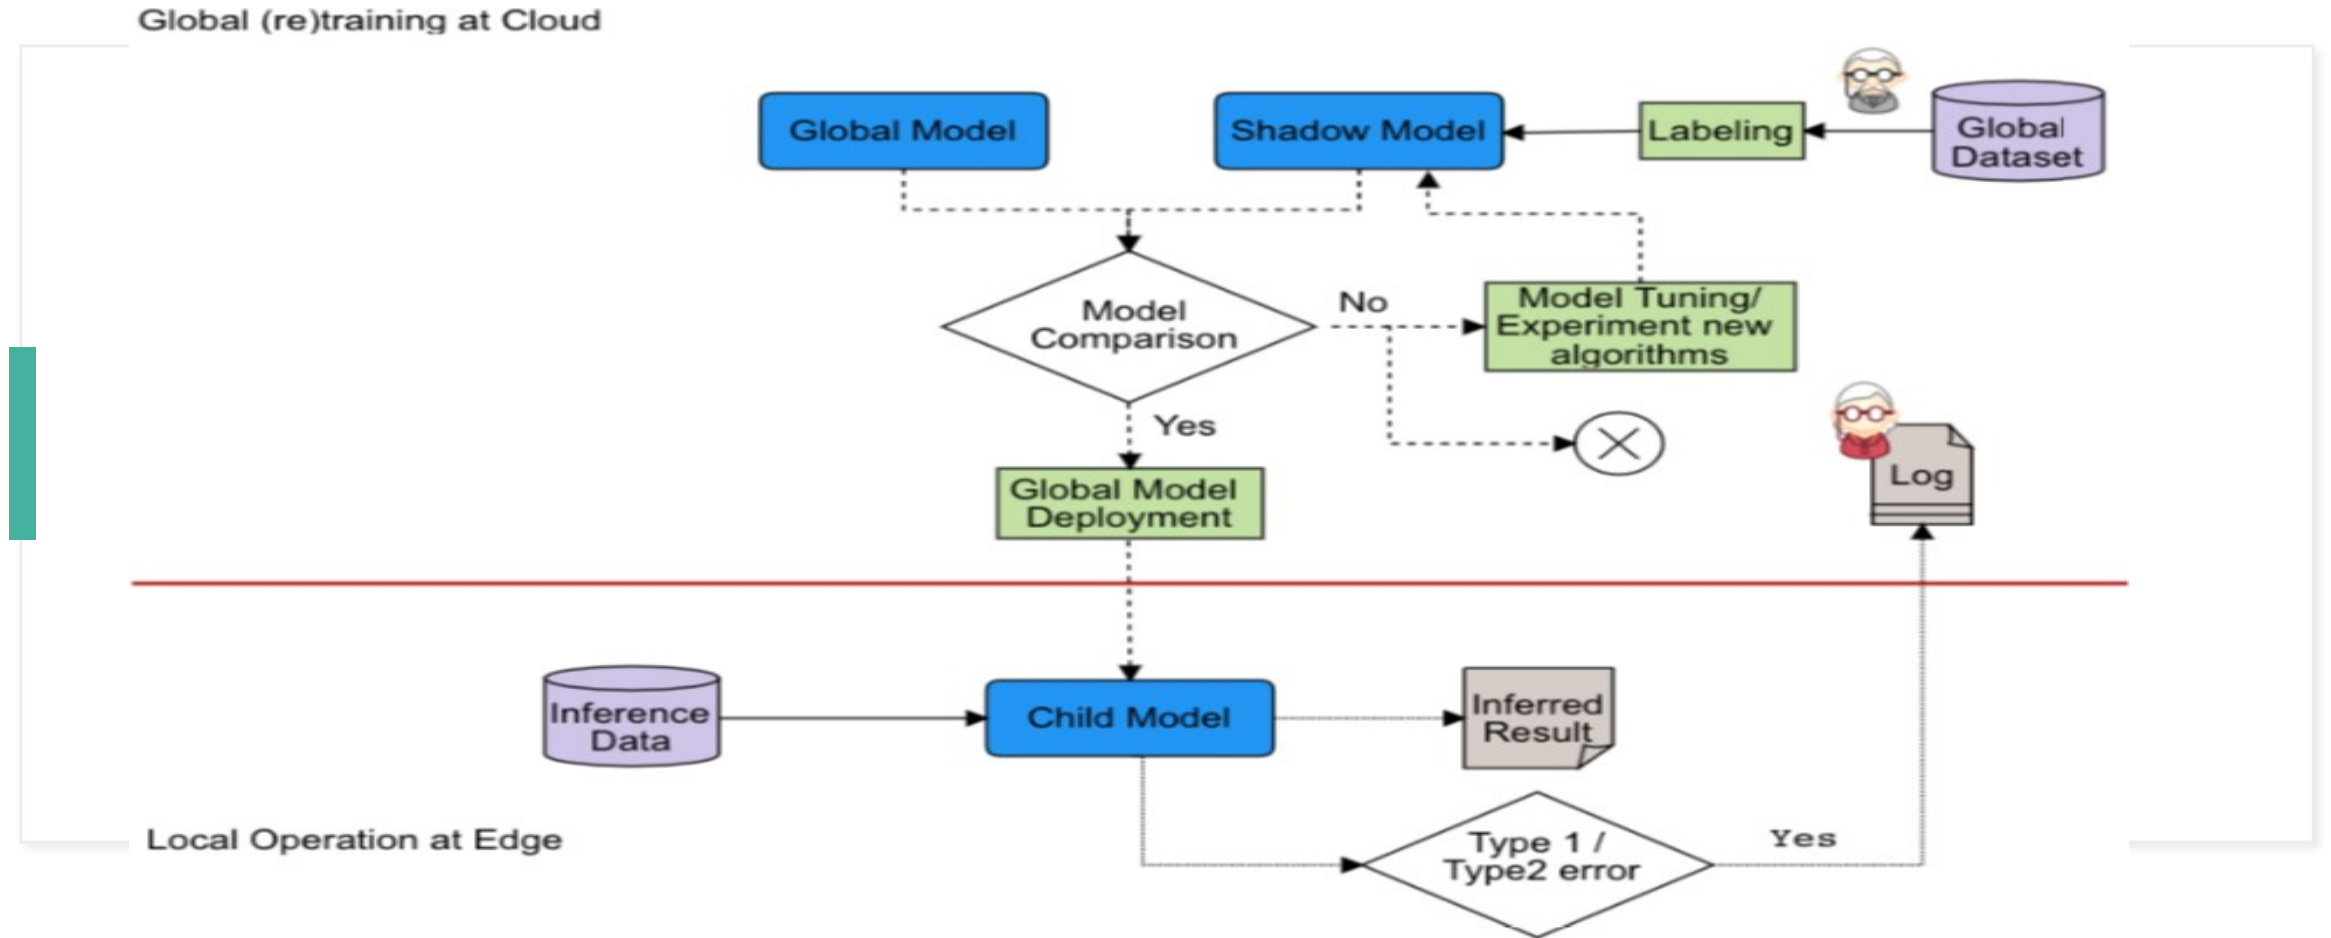 Global (re)training at Cloud
Global Model
Shadow Model
Labeling
Global
Dataset
Model
Comparison
No
Model Tuning/
Experiment new
algorithms
Yes
Global Model
Deployment
Log
Inference
Data
Child Model
Inferred
Result
Local Operation at Edge
Type 1 /
Type2 error
Yes